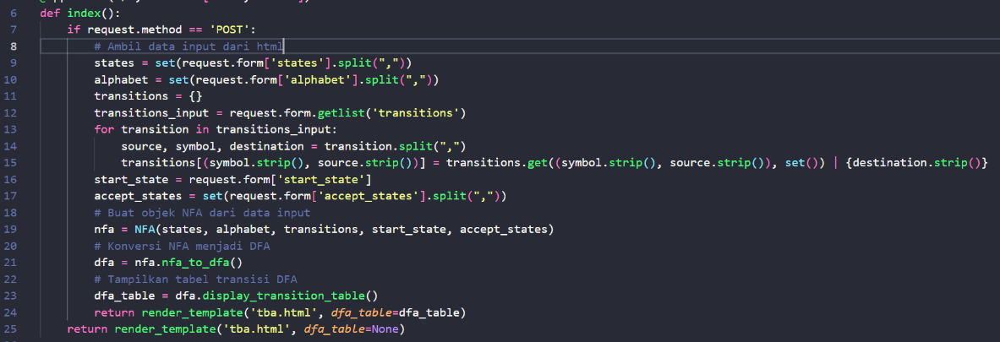 6 def index():
7     if request.method == 'POST':
8         # Ambil data input dari html
9         states = set(request.form['states'].split(","))
10         alphabet = set(request.form['alphabet'].split(","))
11         transitions = {}
12         transitions_input = request.form.getlist('transitions')
13         for transition in transitions_input:
14             source, symbol, destination = transition.split(",")
15             transitions[(symbol.strip(), source.strip())] = transitions.get((symbol.strip(), source.strip()), set()) | {destination.strip()}
16         start_state = request.form['start_state']
17         accept_states = set(request.form['accept_states'].split(","))
18         # Buat objek NFA dari data input
19         nfa = NFA(states, alphabet, transitions, start_state, accept_states)
20         # Konversi NFA menjadi DFA
21         dfa = nfa.nfa_to_dfa()
22         # Tampilkan tabel transisi DFA
23         dfa_table = dfa.display_transition_table()
24         return render_template('tba.html', dfa_table=dfa_table)
25     return render_template('tba.html', dfa_table=None)